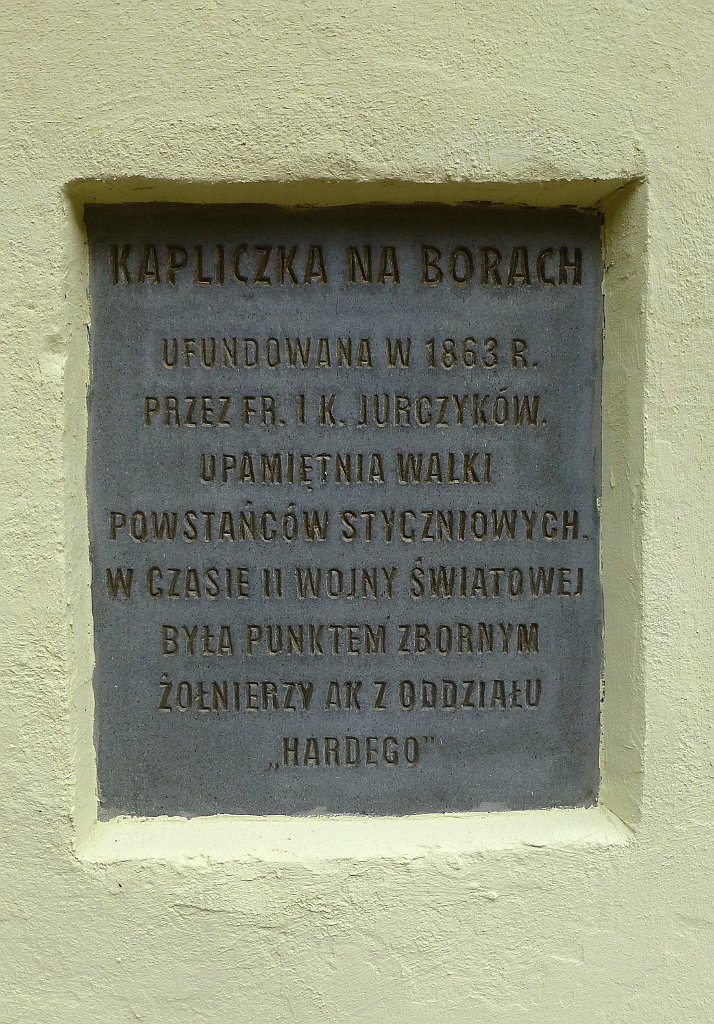 KAPLICZKA NA BORACH
UFUNDOWANA W 1863 R.
PRZEZ FR. I K. JURCZYKÓW.
UPAMIĘTNIA WALKI
POWSTAŃCÓW STYCZNIOWYCH.
W CZASIE II WOJNY ŚWIATOWEJ
BYŁA PUNKTEM ZBORNYM
ŻOŁNIERZY AK Z ODDZIAŁU
„HARDEGO”